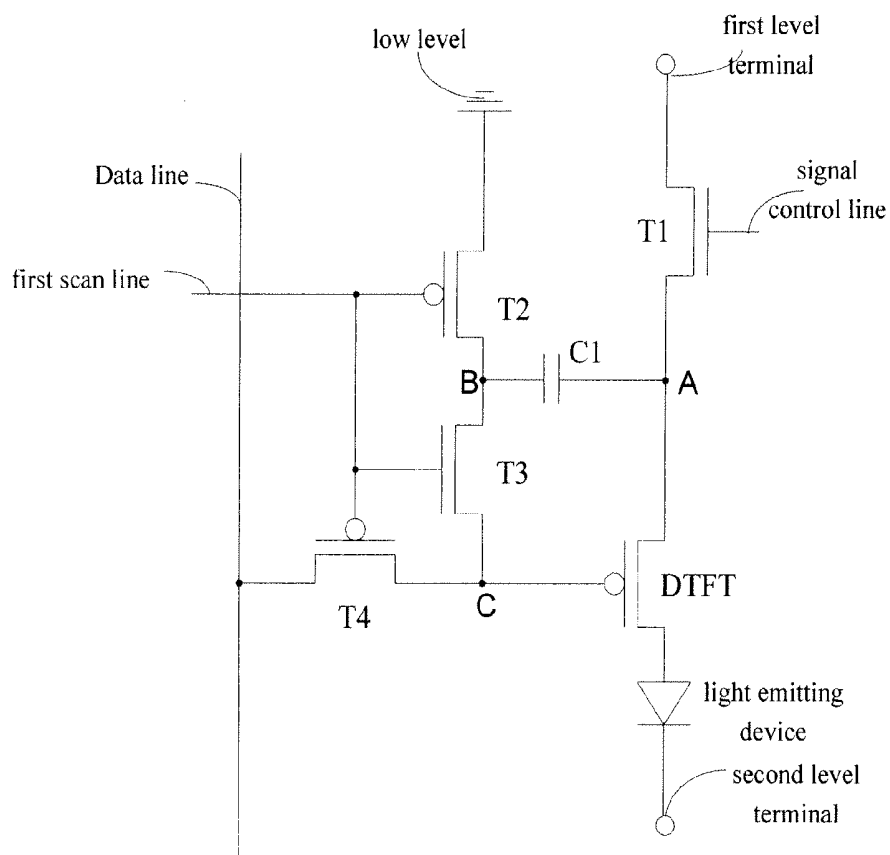 first level
terminal
low level
Data line
signal
control line
T1
first scan line
T2
C1
B
A
T3
DTFT
C
T4
light emitting
device
second level
terminal